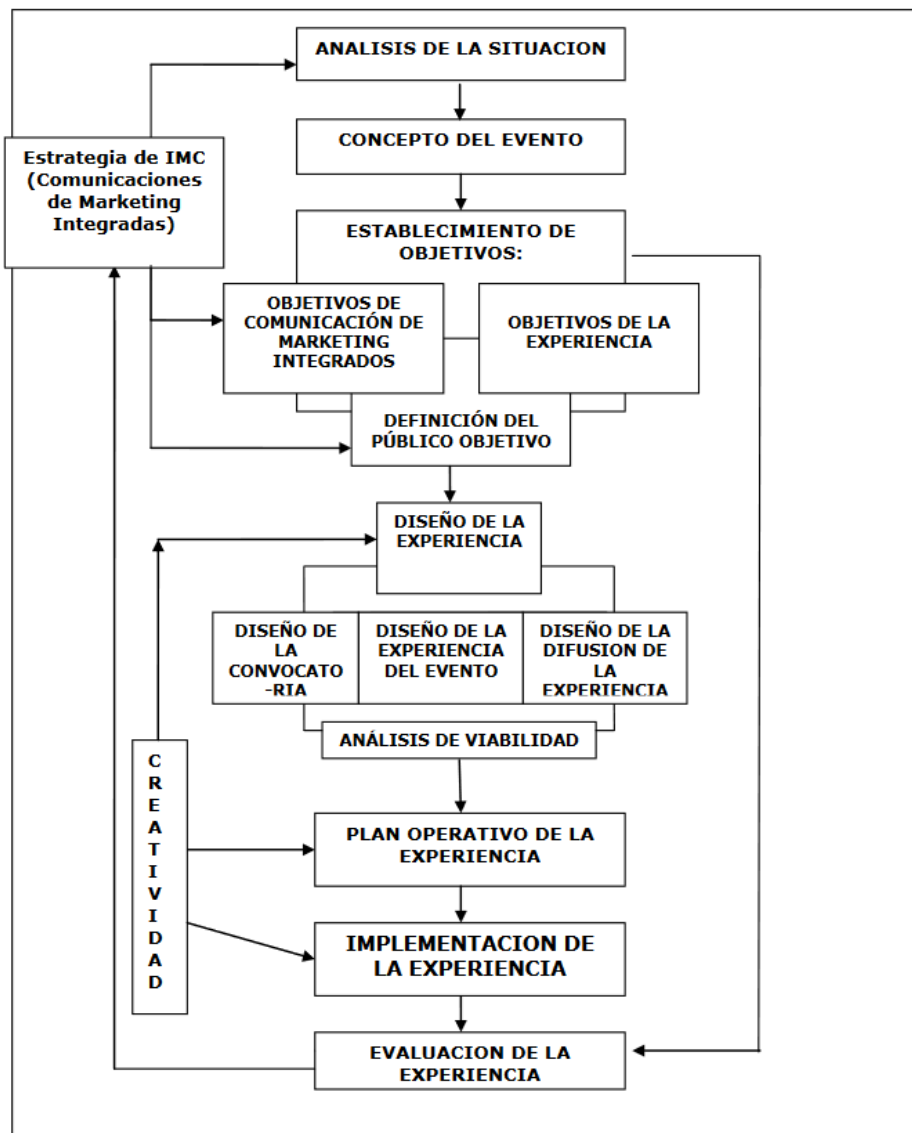 ANALISIS DE LA SITUACION
CONCEPTO DEL EVENTO
Estrategia de IMC
(Comunicaciones
de Marketing
Integradas)
ESTABLECIMIENTO DE
OBJETIVOS:
OBJETIVOS DE
COMUNICACIÓN DE
MARKETING
INTEGRADOS
OBJETIVOS DE LA
EXPERIENCIA
DEFINICIÓN DEL
PÚBLICO OBJETIVO
DISEÑO DE LA
EXPERIENCIA
DISEÑO DE
LA
CONVOCATO
-RIA
DISEÑO DE LA
EXPERIENCIA
DEL EVENTO
DISEÑO DE LA
DIFUSION DE
LA
EXPERIENCIA
ANÁLISIS DE VIABILIDAD
C
R
E
A
T
I
V
I
D
A
D
PLAN OPERATIVO DE LA
EXPERIENCIA
IMPLEMENTACION DE
LA EXPERIENCIA
EVALUACION DE LA
EXPERIENCIA